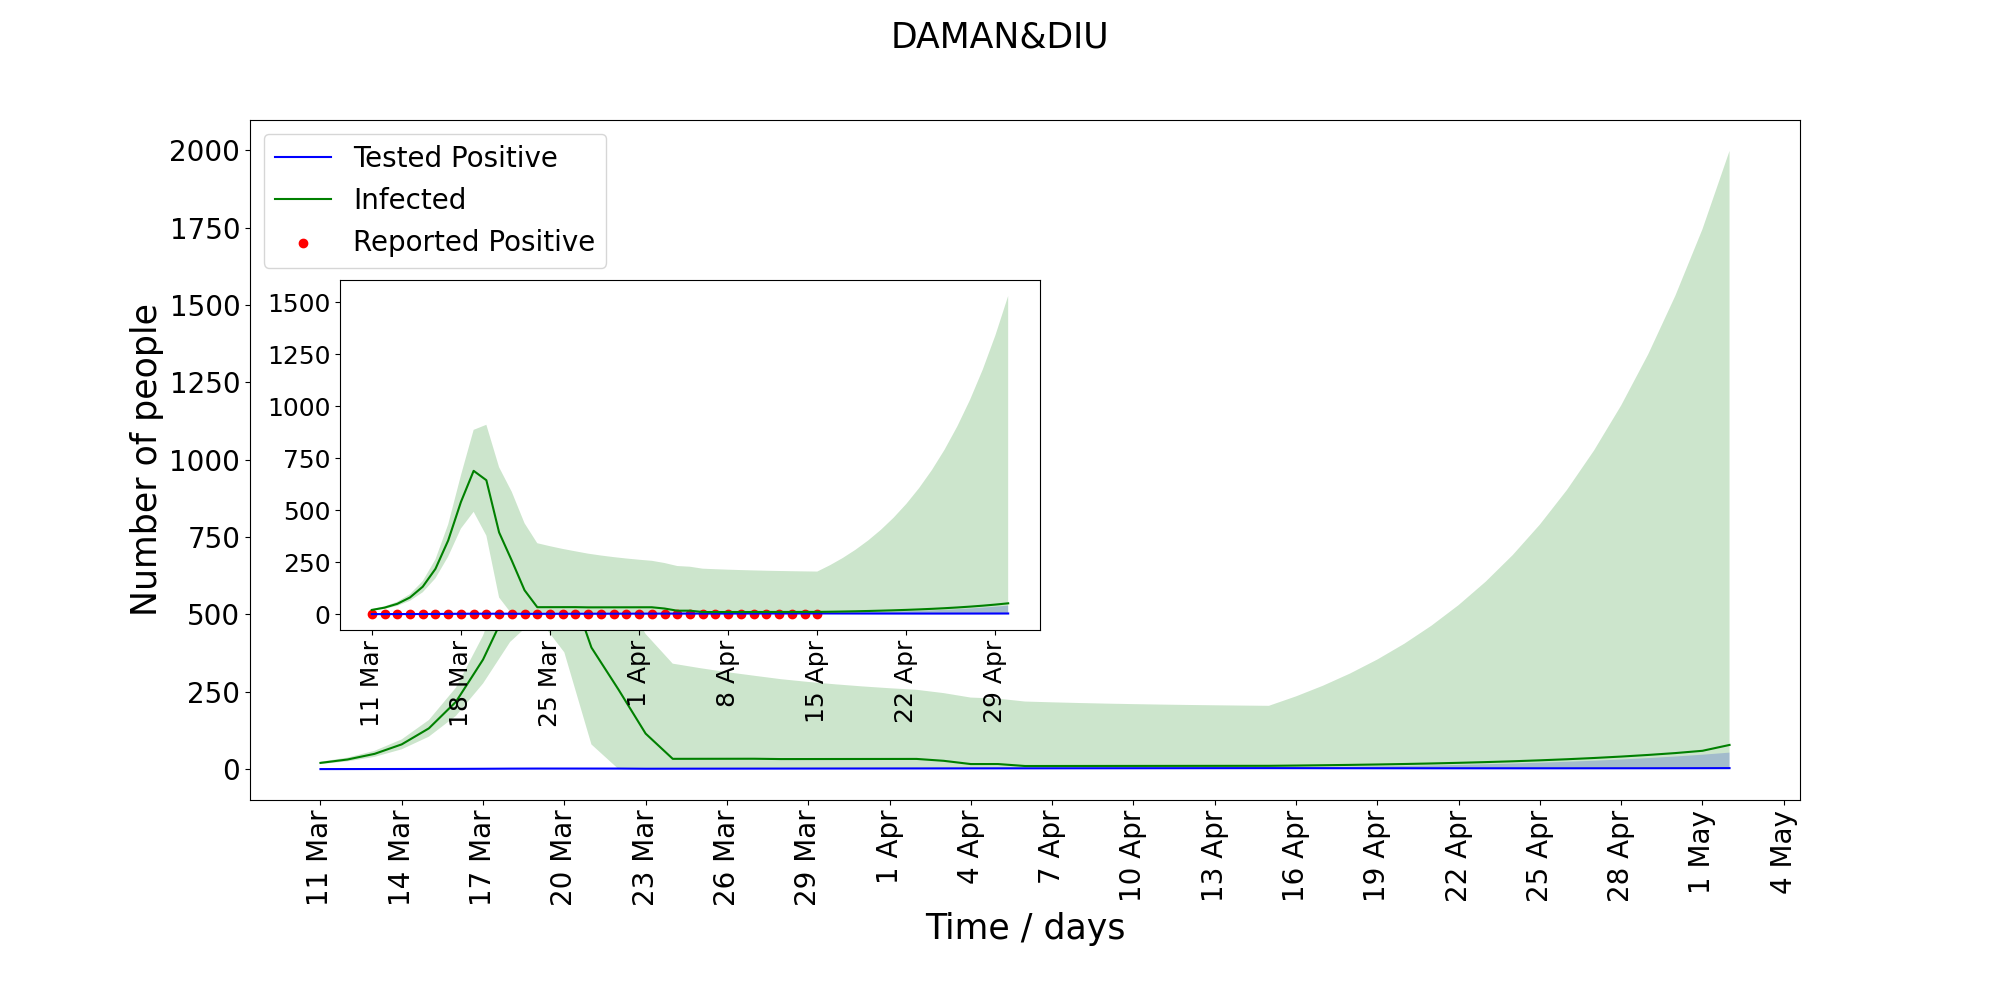 DAMAN&DIU
Tested Positive
Infected
Reported Positive
Number of people
2000
1750
1500
1250
1000
750
500
250
0
1500
1250
1000
750
500
250
0
11 Mar
18 Mar
25 Mar
1 Apr
8 Apr
15 Apr
22 Apr
29 Apr
11 Mar
14 Mar
17 Mar
20 Mar
23 Mar
26 Mar
29 Mar
1 Apr
4 Apr
7 Apr
10 Apr
13 Apr
16 Apr
19 Apr
22 Apr
25 Apr
28 Apr
1 May
4 May
Time / days